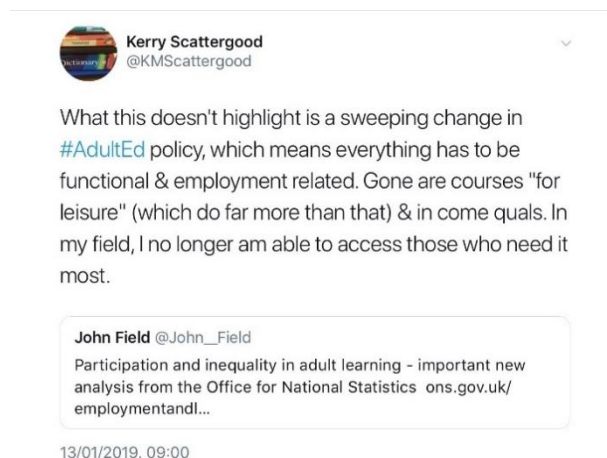 Dictionary
Kerry Scattergood
@KMScattergood
What this doesn't highlight is a sweeping change in
#AdultEd policy, which means everything has to be
functional & employment related. Gone are courses "for
leisure" (which do far more than that) & in come quals. In
my field, I no longer am able to access those who need it
most.
John Field @John__Field
Participation and inequality in adult learning - important new
analysis from the Office for National Statistics ons.gov.uk/
employmentandl...
13/01/2019, 09:00